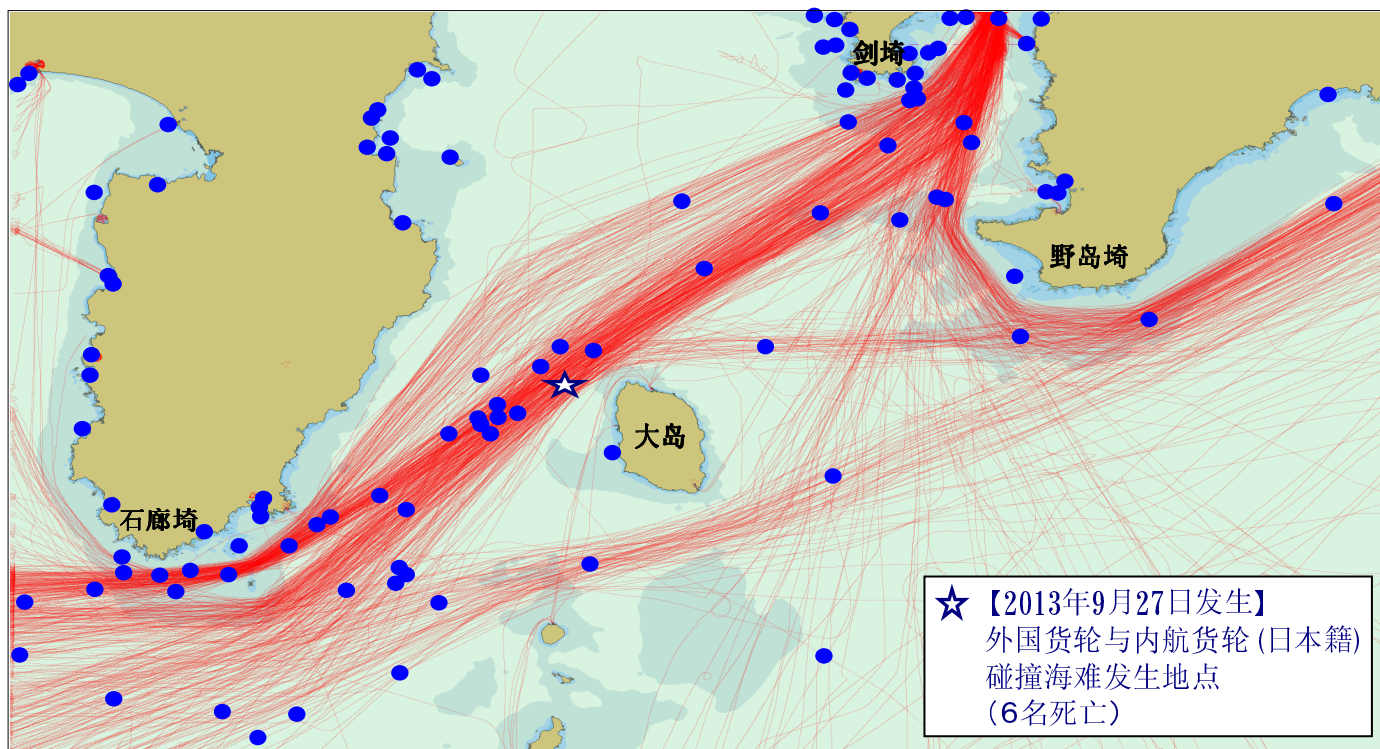 剑埼
野岛埼
大岛
石廊埼
【2013年9月27日发生】
外国货轮与内航货轮(日本籍)
碰撞海难发生地点
(6名死亡)